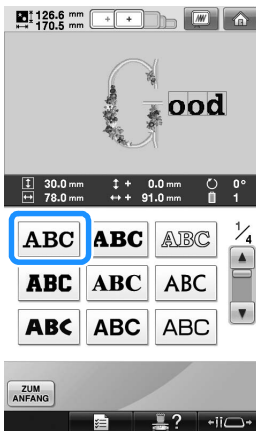 126.6 mm
170.5 mm
Good
30.0 mm + 0.0 mm 0°
78.0 mm + 91.0 mm 1
ABC ABC ABC 1/4
ABC ABC ABC
ABC ABC ABC
ZUM
ANFANG
?